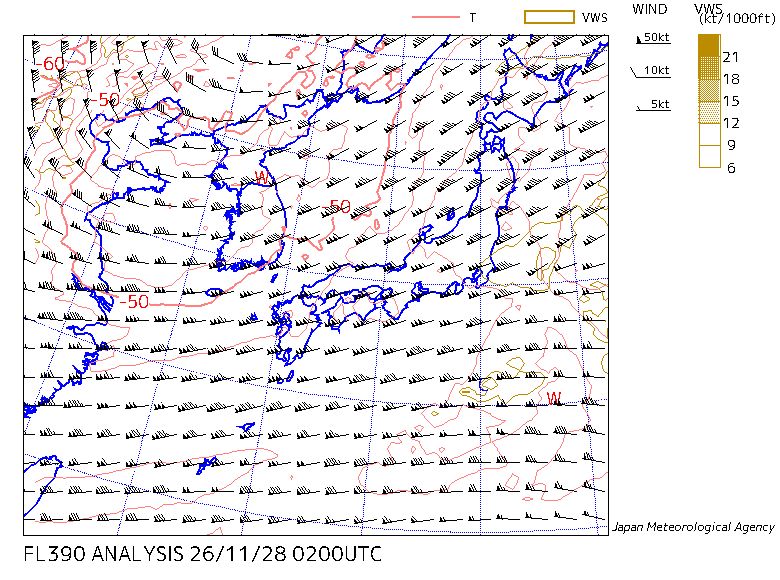 T
VWS
WIND
VWS
(kt/1000ft)
50kt
10kt
5kt
21
18
15
12
9
6
-60
-50
W
50
-50
W
Japan Meteorological Agency
FL390 ANALYSIS 26/11/28 0200UTC